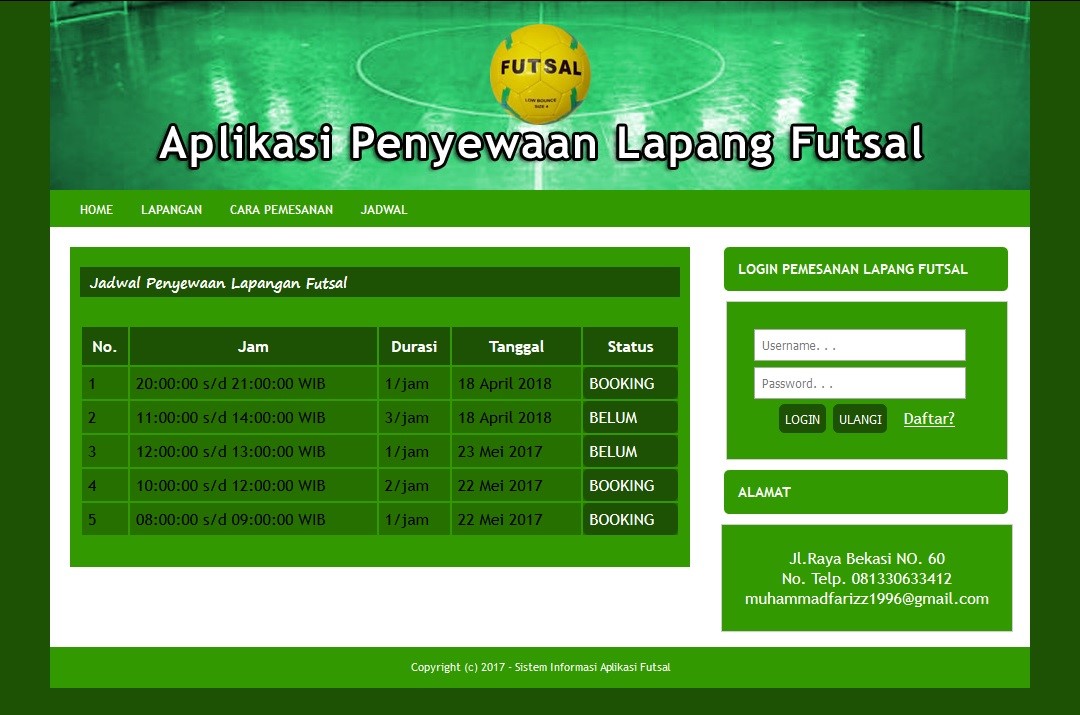 FUTSAL
LOW BOUNCE
SIZE 4
Aplikasi Penyewaan Lapang Futsal
HOME LAPANGAN CARA PEMESANAN JADWAL
Jadwal Penyewaan Lapangan Futsal
No. Jam Durasi Tanggal Status
1 20:00:00 s/d 21:00:00 WIB 1/jam 18 April 2018 BOOKING
2 11:00:00 s/d 14:00:00 WIB 3/jam 18 April 2018 BELUM
3 12:00:00 s/d 13:00:00 WIB 1/jam 23 Mei 2017 BELUM
4 10:00:00 s/d 12:00:00 WIB 2/jam 22 Mei 2017 BOOKING
5 08:00:00 s/d 09:00:00 WIB 1/jam 22 Mei 2017 BOOKING
LOGIN PEMESANAN LAPANG FUTSAL
Username. . .
Password. . .
LOGIN ULANGI Daftar?
ALAMAT
Jl.Raya Bekasi NO. 60
No. Telp. 081330633412
muhammadfarizz1996@gmail.com
Copyright (c) 2017 - Sistem Informasi Aplikasi Futsal